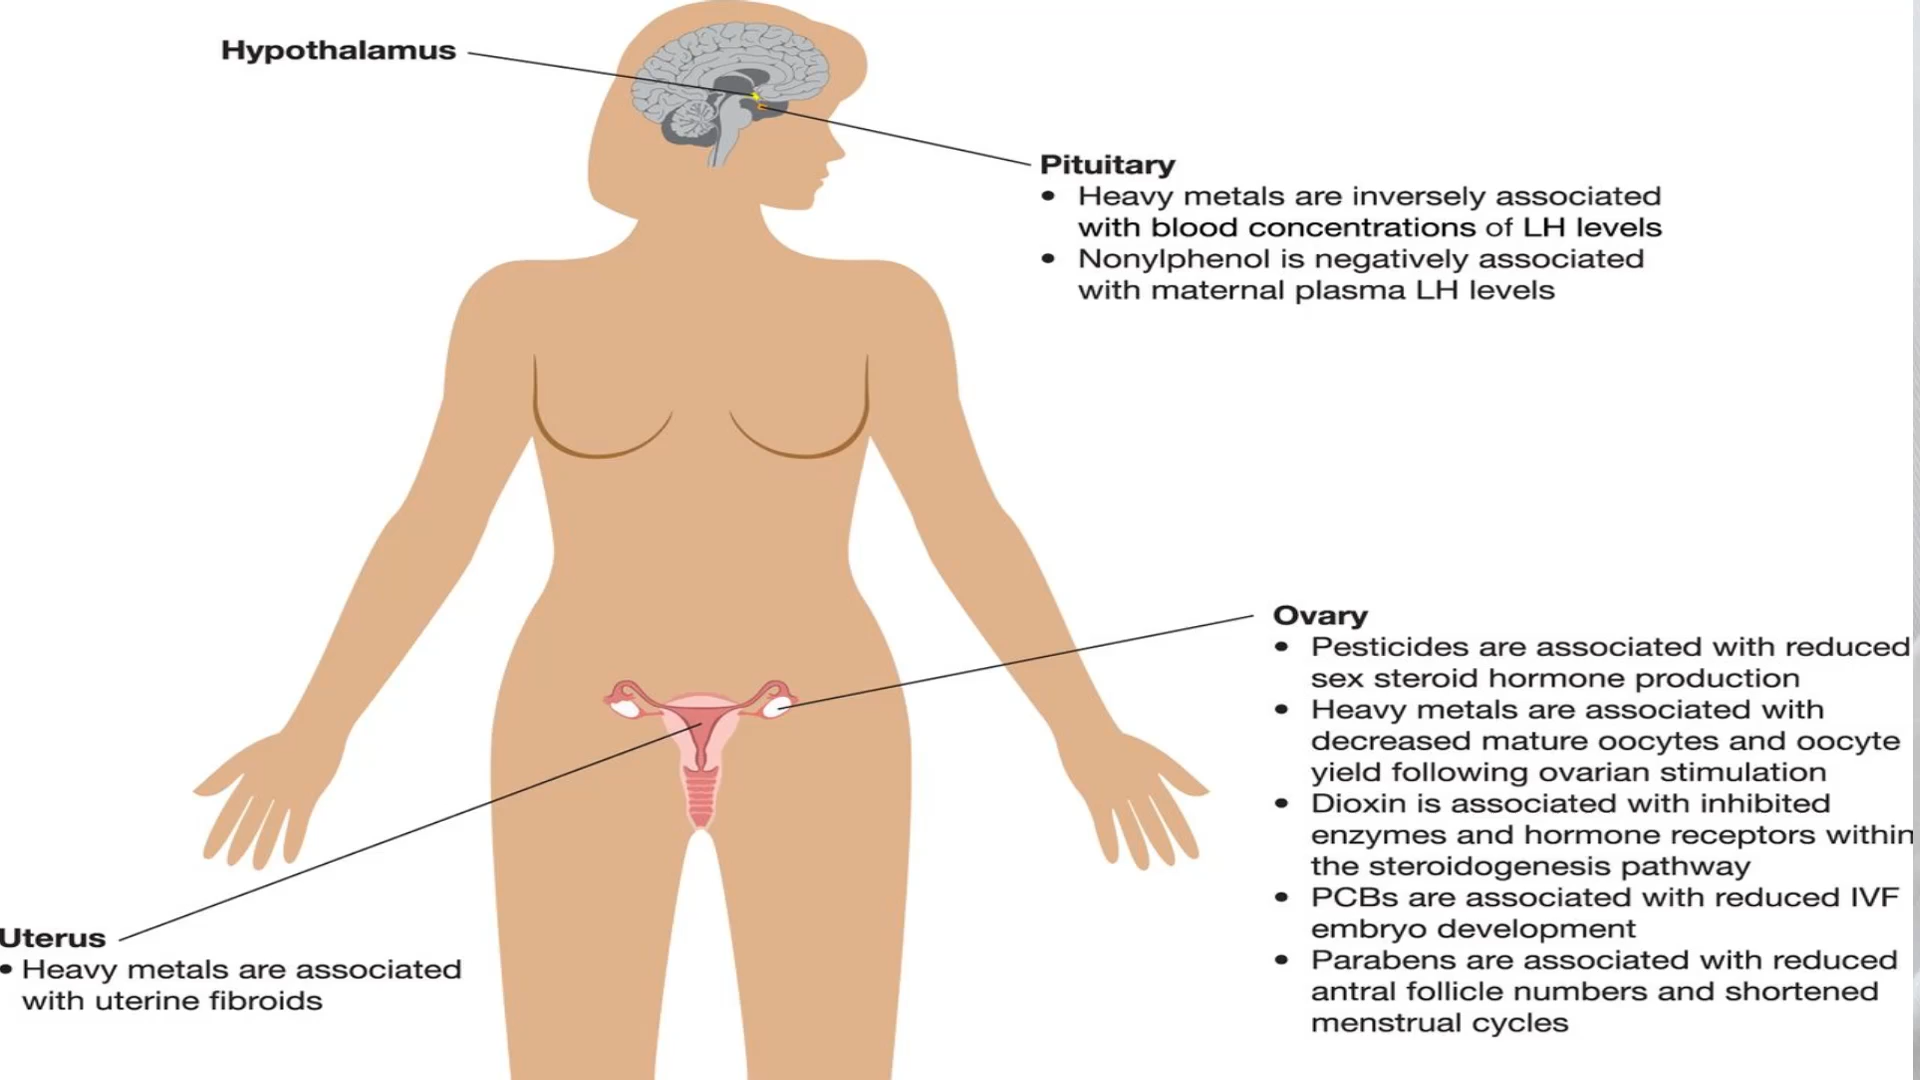 Hypothalamus
Pituitary
• Heavy metals are inversely associated
with blood concentrations of LH levels
• Nonylphenol is negatively associated
with maternal plasma LH levels
Ovary
• Pesticides are associated with reduced
sex steroid hormone production
• Heavy metals are associated with
decreased mature oocytes and oocyte
yield following ovarian stimulation
• Dioxin is associated with inhibited
enzymes and hormone receptors within
the steroidogenesis pathway
• PCBs are associated with reduced IVF
embryo development
• Parabens are associated with reduced
antral follicle numbers and shortened
menstrual cycles
Uterus
• Heavy metals are associated
with uterine fibroids